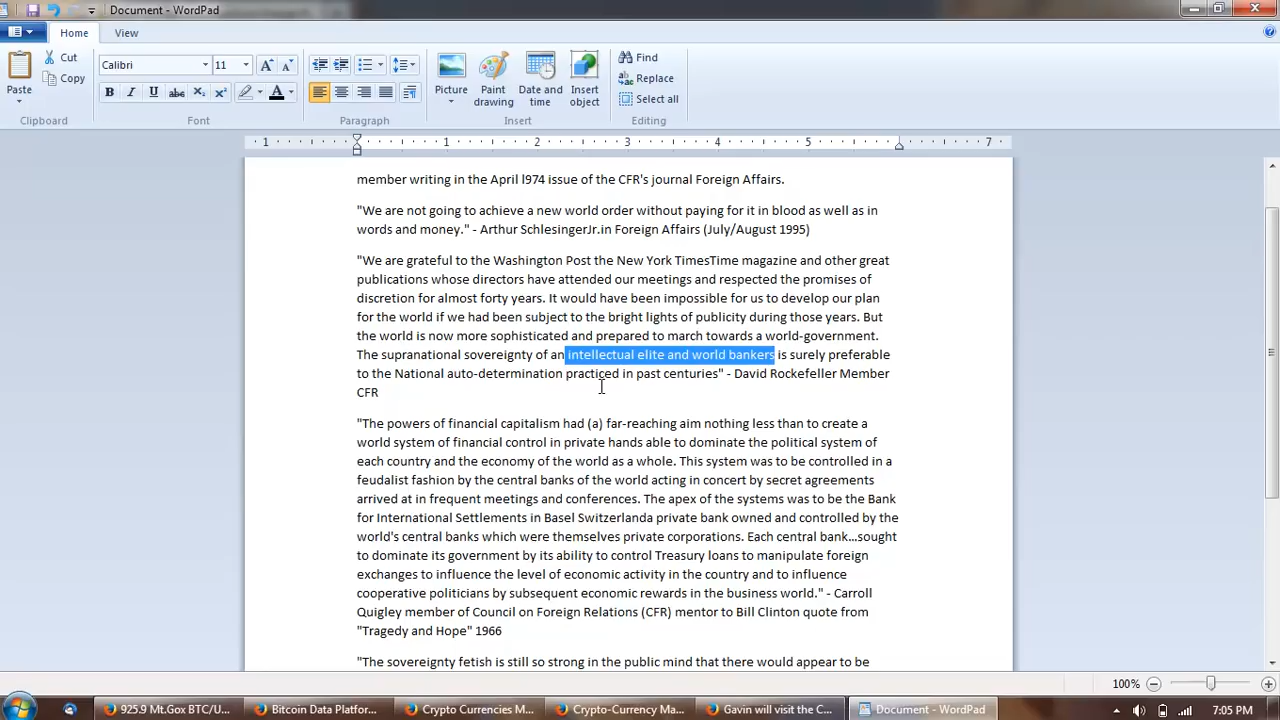 Document - WordPad
Home
View
Paste
Cut
Copy
Clipboard
Calibri
11
Font
Paragraph
Picture
Paint drawing
Date and time
Insert object
Insert
Find
Replace
Select all
Editing
1 1 2 3 4 5 7
member writing in the April l974 issue of the CFR's journal Foreign Affairs.
"We are not going to achieve a new world order without paying for it in blood as well as in
words and money." - Arthur SchlesingerJr.in Foreign Affairs (July/August 1995)
"We are grateful to the Washington Post the New York TimesTime magazine and other great
publications whose directors have attended our meetings and respected the promises of
discretion for almost forty years. It would have been impossible for us to develop our plan
for the world if we had been subject to the bright lights of publicity during those years. But
the world is now more sophisticated and prepared to march towards a world-government.
The supranational sovereignty of an intellectual elite and world bankers is surely preferable
to the National auto-determination practiced in past centuries" - David Rockefeller Member
CFR
"The powers of financial capitalism had (a) far-reaching aim nothing less than to create a
world system of financial control in private hands able to dominate the political system of
each country and the economy of the world as a whole. This system was to be controlled in a
feudalist fashion by the central banks of the world acting in concert by secret agreements
arrived at in frequent meetings and conferences. The apex of the systems was to be the Bank
for International Settlements in Basel Switzerlanda private bank owned and controlled by the
world's central banks which were themselves private corporations. Each central bank…sought
to dominate its government by its ability to control Treasury loans to manipulate foreign
exchanges to influence the level of economic activity in the country and to influence
cooperative politicians by subsequent economic rewards in the business world." - Carroll
Quigley member of Council on Foreign Relations (CFR) mentor to Bill Clinton quote from
"Tragedy and Hope" 1966
"The sovereignty fetish is still so strong in the public mind that there would appear to be
100%
925.9 Mt.Gox BTC/U...
Bitcoin Data Platfor...
Crypto Currencies M...
Crypto-Currency Ma...
Gavin will visit the C...
Document - WordPad
7:05 PM